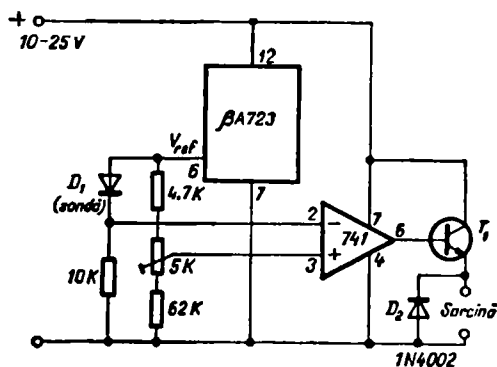 +
10-25 V
12
βA723
Vref
6
7
D1
(sondă)
4.7K
2
-
7
741
6
T1
3
+
4
10K
5K
62K
D2
Sarcină
1N4002